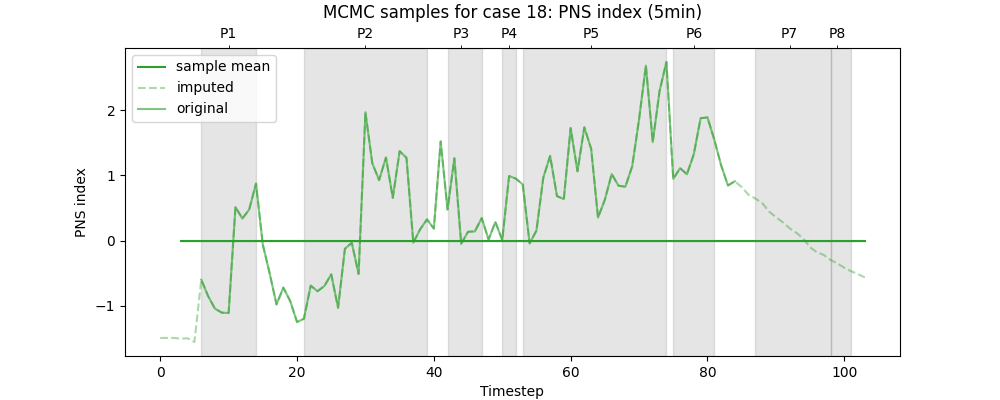 MCMC samples for case 18: PNS index (5min)
P1 P2 P3 P4 P5 P6 P7 P8
sample mean
imputed
original
PNS index
2
1
0
−1
0 20 40 60 80 100
Timestep